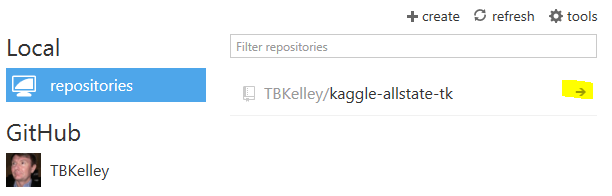 create refresh tools
Local
Filter repositories
repositories
TBKelley/kaggle-allstate-tk
GitHub
TBKelley